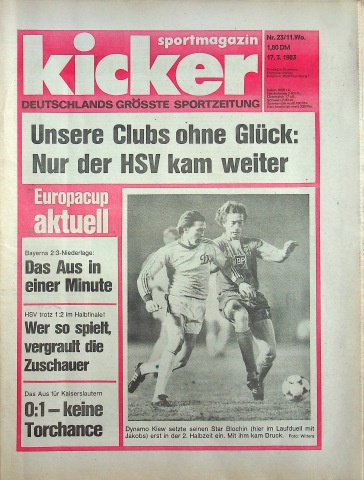 sportmagazin
kicker
DEUTSCHLANDS GRÖSSTE SPORTZEITUNG
Nr. 23/11. Wo.
1,80 DM
17. 3. 1983
Unsere Clubs ohne Glück:
Nur der HSV kam weiter
Europacup
aktuell
Bayerns 2:3-Niederlage:
Das Aus in
einer Minute
HSV trotz 1:2 im Halbfinale!
Wer so spielt,
vergrault die
Zuschauer
Das Aus für Kaiserslautern
0:1 – keine
Torchance
BP
Dynamo Kiew setzte seinen Star Blochin (hier im Laufduell mit
Jakobs) erst in der 2. Halbzeit ein. Mit ihm kam Druck. Foto: Witters